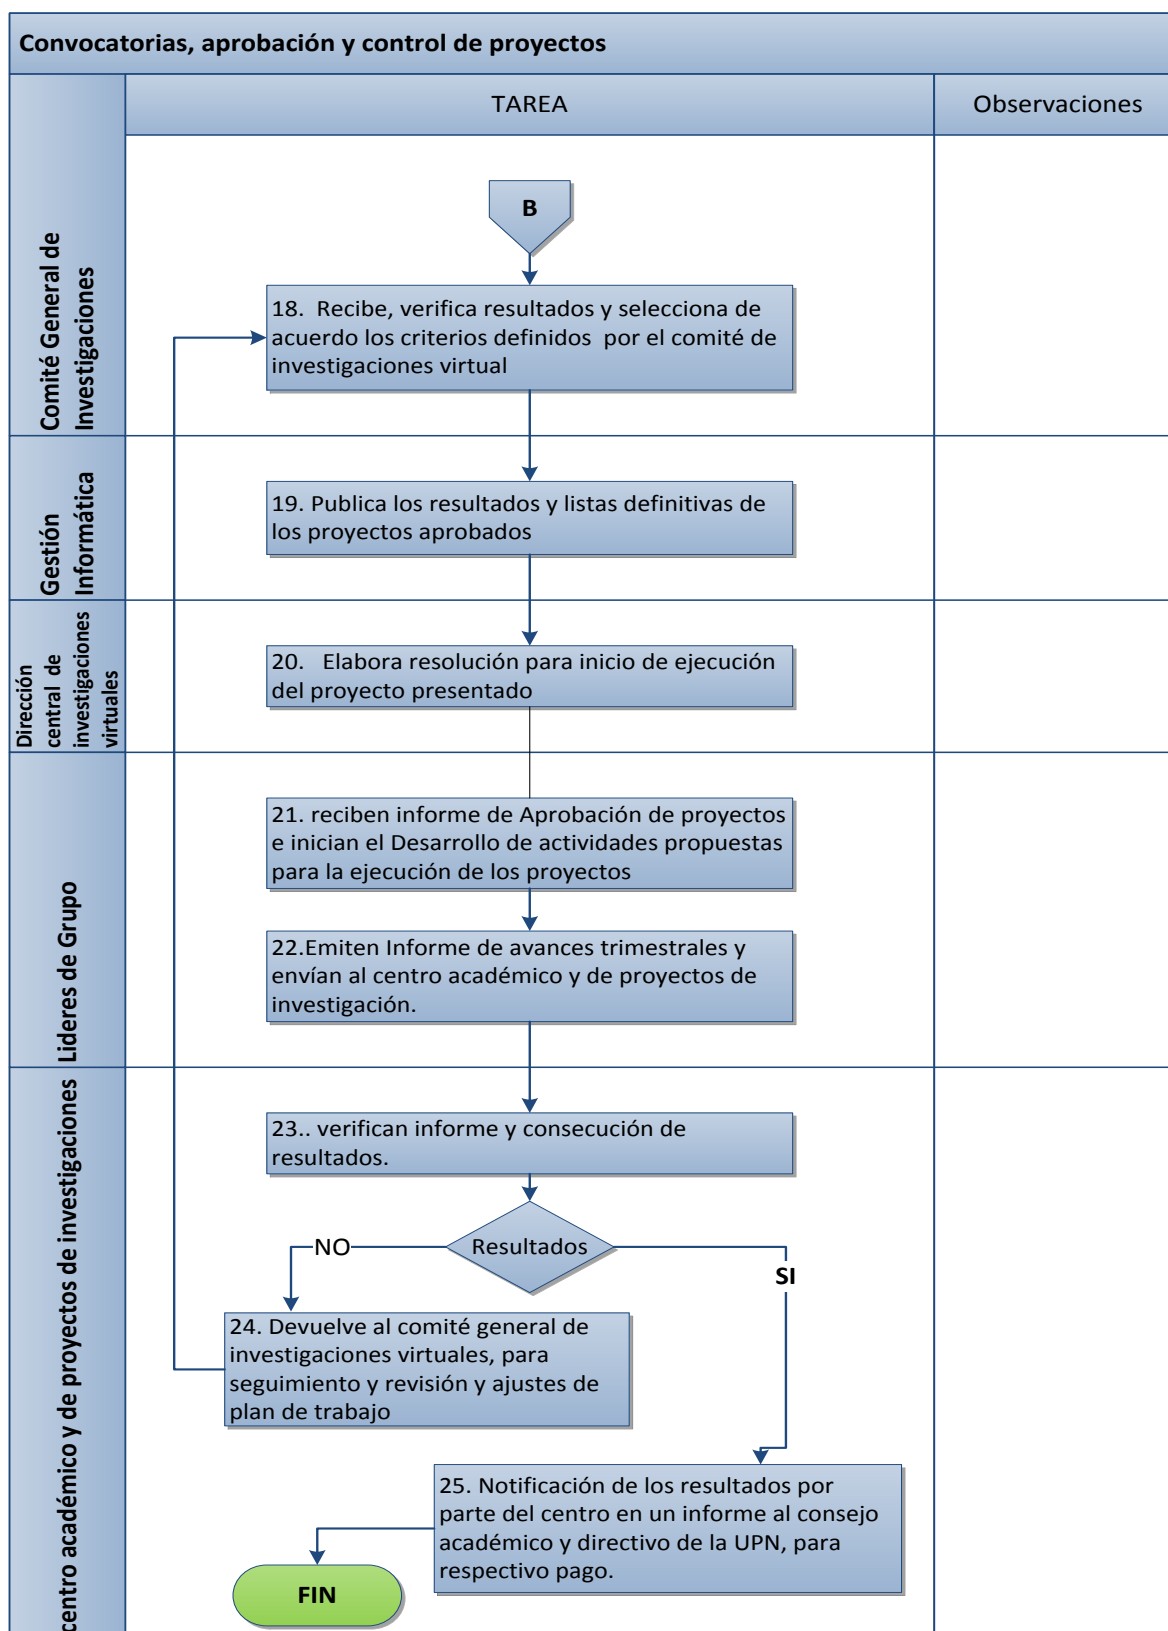 Convocatorias, aprobación y control de proyectos
TAREA
Observaciones
Comité General de
Investigaciones
B
18.  Recibe, verifica resultados y selecciona de
acuerdo los criterios definidos  por el comité de
investigaciones virtual
Gestión
Informática
19. Publica los resultados y listas definitivas de
los proyectos aprobados
Dirección
central de
investigaciones
virtuales
20.   Elabora resolución para inicio de ejecución
del proyecto presentado
Lideres de Grupo
21. reciben informe de Aprobación de proyectos
e inician el Desarrollo de actividades propuestas
para la ejecución de los proyectos
22.Emiten Informe de avances trimestrales y
envían al centro académico y de proyectos de
investigación.
centro académico y de proyectos de investigaciones
23.. verifican informe y consecución de
resultados.
Resultados
NO
SI
24. Devuelve al comité general de
investigaciones virtuales, para
seguimiento y revisión y ajustes de
plan de trabajo
25. Notificación de los resultados por
parte del centro en un informe al consejo
académico y directivo de la UPN, para
respectivo pago.
FIN